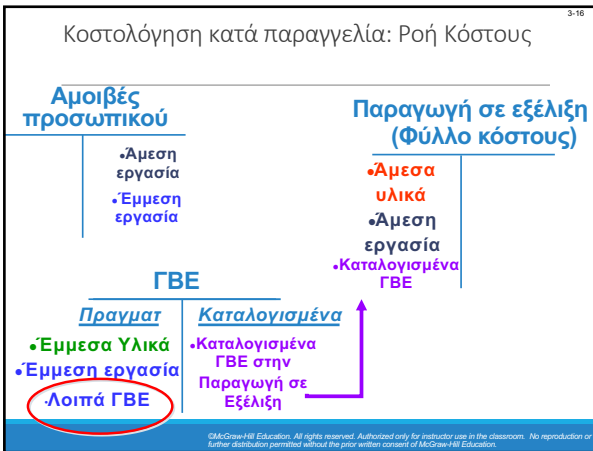 3-16
Κοστολόγηση κατά παραγγελία: Ροή Κόστους
Αμοιβές
προσωπικού
•Άμεση
εργασία
•Έμμεση
εργασία
Παραγωγή σε εξέλιξη
(Φύλλο κόστους)
•Άμεσα
υλικά
•Άμεση
εργασία
•Καταλογισμένα
ΓΒΕ
ΓΒΕ
Πραγματ
•Έμμεσα Υλικά
•Έμμεση εργασία
•Λοιπά ΓΒΕ
Καταλογισμένα
•Καταλογισμένα
ΓΒΕ στην
Παραγωγή σε
Εξέλιξη
©McGraw-Hill Education. All rights reserved. Authorized only for instructor use in the classroom. No reproduction or
further distribution permitted without the prior written consent of McGraw-Hill Education.